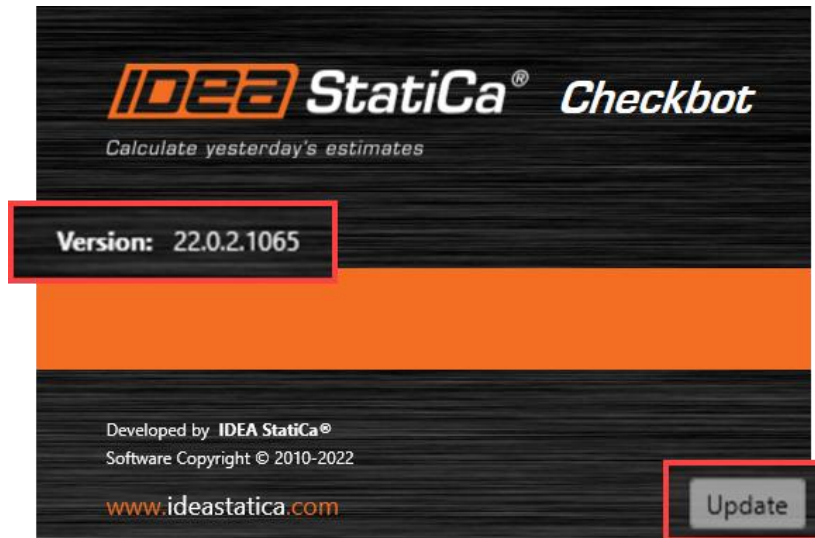 IDEA StatiCa® Checkbot
Calculate yesterday's estimates
Version: 22.0.2.1065
Developed by IDEA StatiCa®
Software Copyright © 2010-2022
www.ideastatica.com
Update